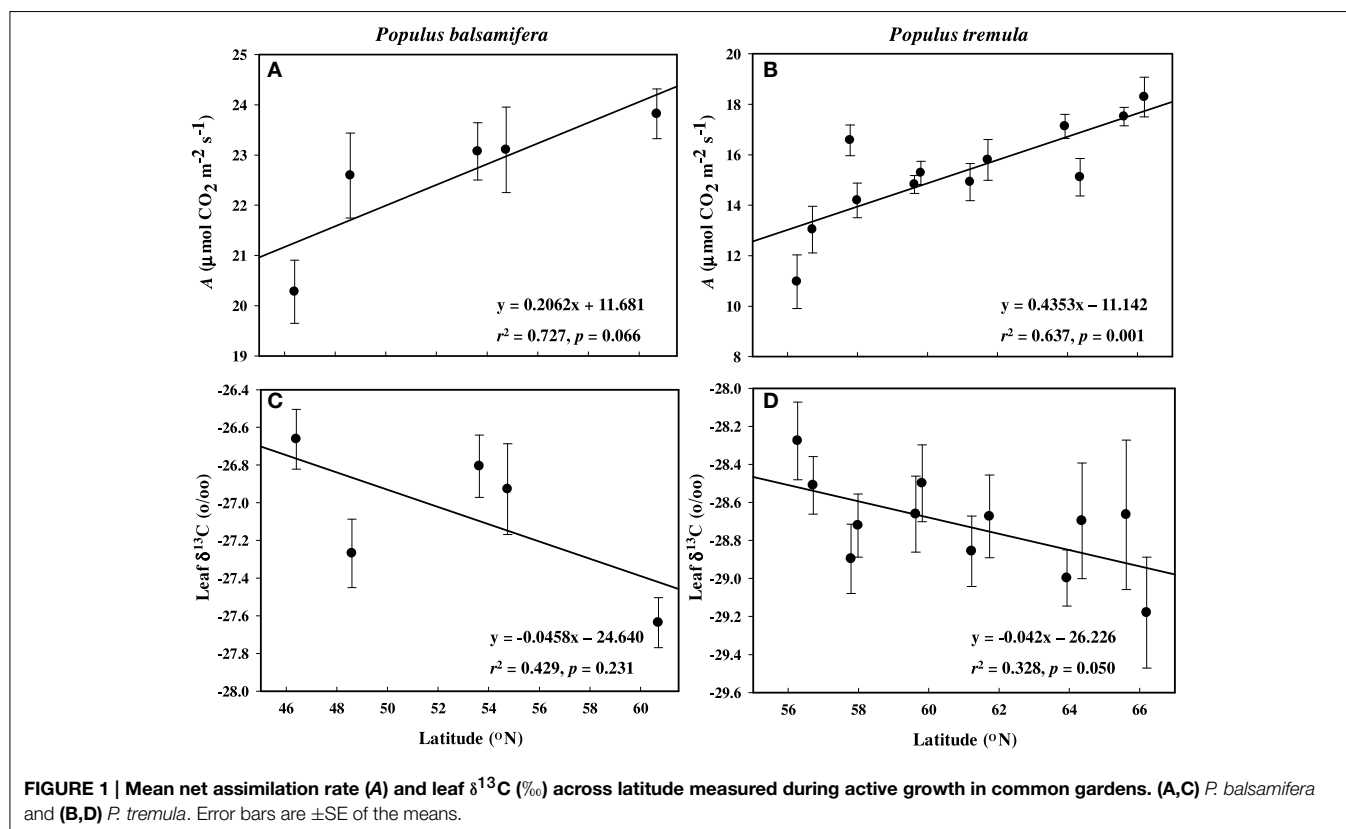 Populus balsamifera
Populus tremula
A
25
24
23
22
21
20
19
A (µmol CO2 m-2 s-1)
y = 0.2062x + 11.681
r2 = 0.727, p = 0.066
B
20
18
16
14
12
10
8
A (µmol CO2 m-2 s-1)
y = 0.4353x – 11.142
r2 = 0.637, p = 0.001
C
-26.4
-26.6
-26.8
-27.0
-27.2
-27.4
-27.6
-27.8
-28.0
Leaf δ13C (o/oo)
y = -0.0458x – 24.640
r2 = 0.429, p = 0.231
46 48 50 52 54 56 58 60
Latitude (oN)
D
-28.0
-28.2
-28.4
-28.6
-28.8
-29.0
-29.2
-29.4
-29.6
Leaf δ13C (o/oo)
y = -0.042x – 26.226
r2 = 0.328, p = 0.050
56 58 60 62 64 66
Latitude (oN)
FIGURE 1 | Mean net assimilation rate (A) and leaf δ13C (‰) across latitude measured during active growth in common gardens. (A,C) P. balsamifera
and (B,D) P. tremula. Error bars are ±SE of the means.